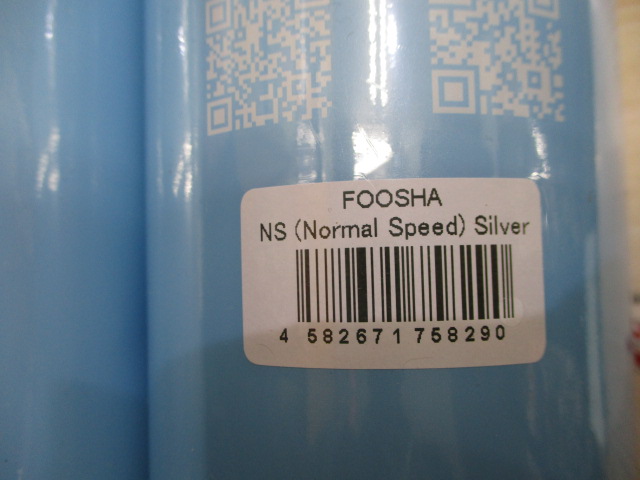 FOOSHA
NS (Normal Speed) Silver
4 582671 758290